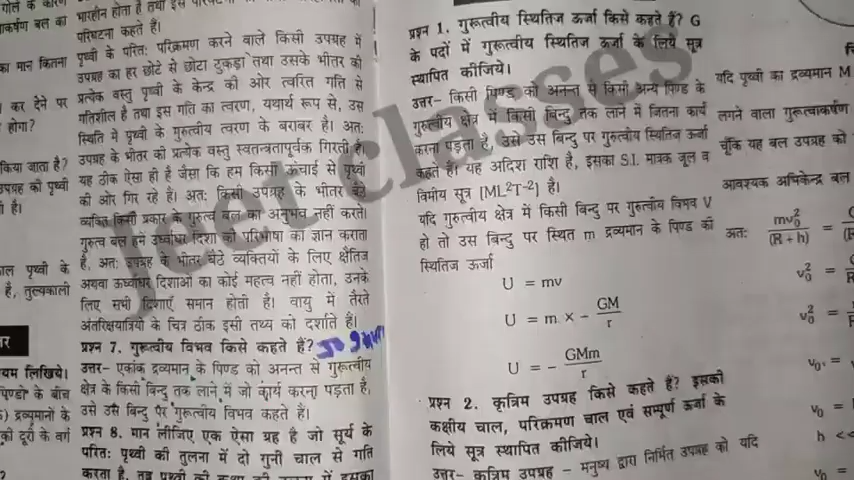 गोले के कारण
आकर्षण बल का
का मान कितना
कर देने पर
होगा?
किया जाता है?
उपग्रह की पृथ्वी
ी है।
ाल पृथ्वी के
है, तुल्यकाली
यम लिखिये।
पिण्डों के बीच
द्रव्यमानों के
की दूरी के वर्ग
भारहीन होता है तथा इस
परिघटना कहते हैं।
पृथ्वी के परित: परिक्रमण करने वाले किसी उपग्रह में
उपग्रह का हर छोटे से छोटा टुकड़ा तथा उसके भीतर की
प्रत्येक वस्तु पृथ्वी के केन्द्र की ओर त्वरित गति से
गतिशील है तथा इस गति का त्वरण, यथार्थ रूप से, उस
स्थिति में पृथ्वी के गुरुत्वीय त्वरण के बराबर है। अत:
उपग्रह के भीतर की प्रत्येक वस्तु स्वतन्त्रतापूर्वक गिरती है।
यह ठीक ऐसा ही है जैसा कि हम किसी ऊंचाई से पृथ्वी
की ओर गिर रहे हैं। अत: किसी उपग्रह के भीतर बैठे
व्यक्ति किसी प्रकार के गुरुत्व बल का अनुभव नहीं करते।
गुरुत्व बल हमें उर्ध्वाधर दिशा की परिभाषा का ज्ञान कराता
है, अत: उपग्रह के भीतर बैठे व्यक्तियों के लिए क्षैतिज
अथवा ऊर्ध्वाधर दिशाओं का कोई महत्व नहीं होता, उनके
लिए सभी दिशाएँ समान होती है। वायु में तैरते
अंतरिक्षयात्रियों के चित्र ठीक इसी तथ्य को दर्शाते हैं।
प्रश्न 7. गुरुत्वीय विभव किसे कहते हैं?
उत्तर– एकांक द्रव्यमान के पिण्ड को अनन्त से गुरूत्वीय
क्षेत्र के किसी बिन्दु तक लाने में जो कार्य करना पड़ता है,
उसे उस बिन्दु पर गुरूत्वीय विभव कहते है।
प्रश्न 8. मान लीजिए एक ऐसा ग्रह है जो सूर्य के
परित: पृथ्वी की तुलना में दो गुनी चाल से गति
करता है, तब पृथ्वी की कक्षा की तुलना में इसका
प्रश्न 1. गुरूत्वीय स्थितिज ऊर्जा किसे कहते हैं? G
के पदों में गुरूत्वीय स्थितिज ऊर्जा के लिये सूत्र
स्थापित कीजिये।
उत्तर– किसी पिण्ड को अनन्त से किसी अन्य पिण्ड के
गुरूत्वीय क्षेत्र में किसी बिन्दु तक लाने में जितना कार्य
करना पड़ता है, उसे उस बिन्दु पर गुरूत्वीय स्थितिज ऊर्जा
कहते है। यह अदिश राशि है, इसका S.I. मात्रक जूल व
विमीय सूत्र [ML²T⁻²] है।
यदि गुरूत्वीय क्षेत्र में किसी बिन्दु पर गुरूत्वीय विभव V
हो तो उस बिन्दु पर स्थित m द्रव्यमान के पिण्ड की
स्थितिज ऊर्जा
U = mv
U = m × - GM/r
U = - GMm/r
प्रश्न 2. कृत्रिम उपग्रह किसे कहते है? इसकी
कक्षीय चाल, परिक्रमण चाल एवं सम्पूर्ण ऊर्जा के
लिये सूत्र स्थापित कीजिये।
उत्तर– कृत्रिम उपग्रह – मनुष्य द्वारा निर्मित उपग्रह को यदि
यदि पृथ्वी का द्रव्यमान M
लगने वाला गुरूत्वाकर्षण
चूँकि यह बल उपग्रह को
आवश्यक अभिकेन्द्र बल
अत: mv₀²/(R + h) =
v₀² =
v₀² =
v₀ =
v₀ =
h <<
v₀ =
Jeet classes